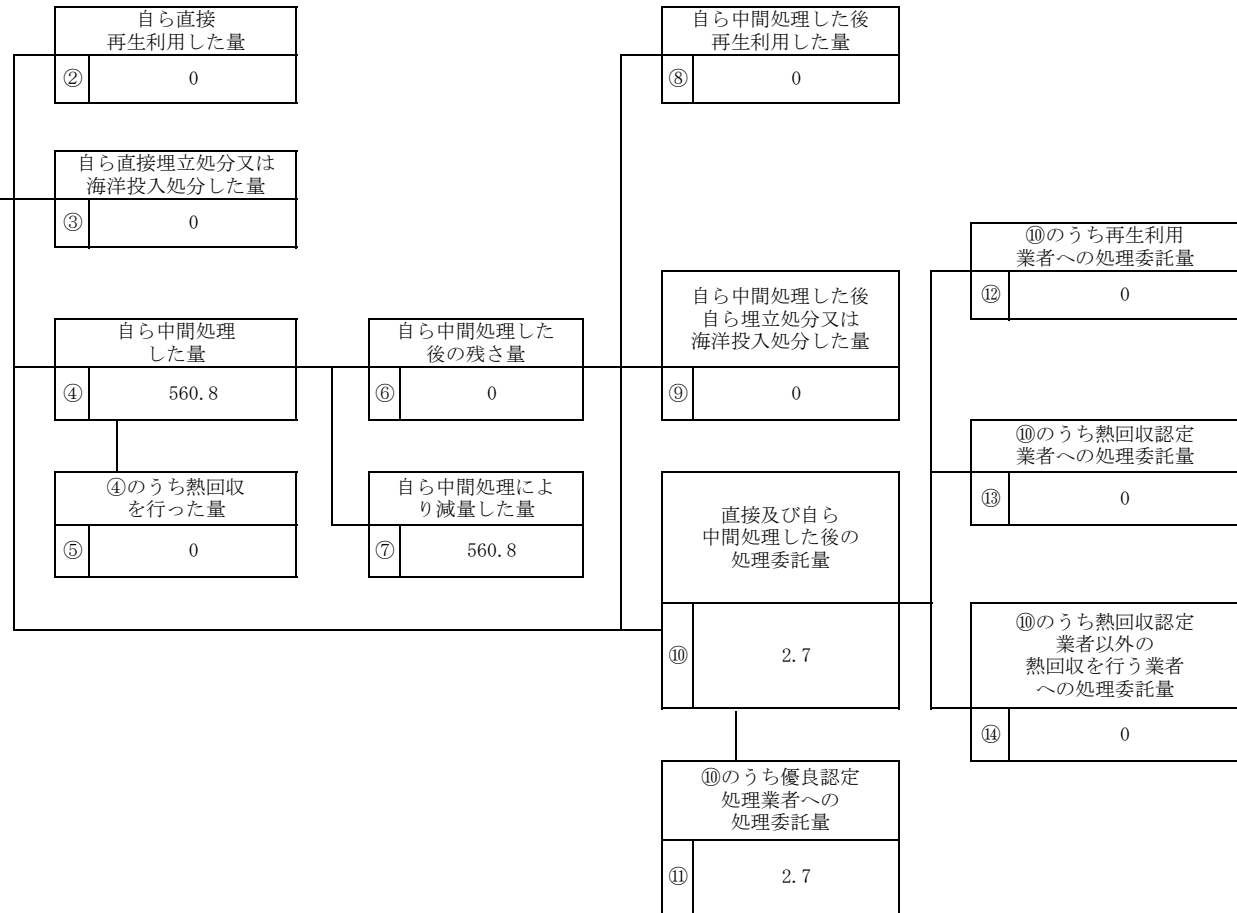 自ら直接
再生利用した量
② 0
自ら中間処理した後
再生利用した量
⑧ 0
自ら直接埋立処分又は
海洋投入処分した量
③ 0
⑩のうち再生利用
業者への処理委託量
⑫ 0
自ら中間処理
した量
④ 560.8
自ら中間処理した
後の残さ量
⑥ 0
自ら中間処理した後
自ら埋立処分又は
海洋投入処分した量
⑨ 0
⑩のうち熱回収認定
業者への処理委託量
⑬ 0
④のうち熱回収
を行った量
⑤ 0
自ら中間処理によ
り減量した量
⑦ 560.8
直接及び自ら
中間処理した後の
処理委託量
⑩ 2.7
⑩のうち熱回収認定
業者以外の
熱回収を行う業者
への処理委託量
⑭ 0
⑩のうち優良認定
処理業者への
処理委託量
⑪ 2.7